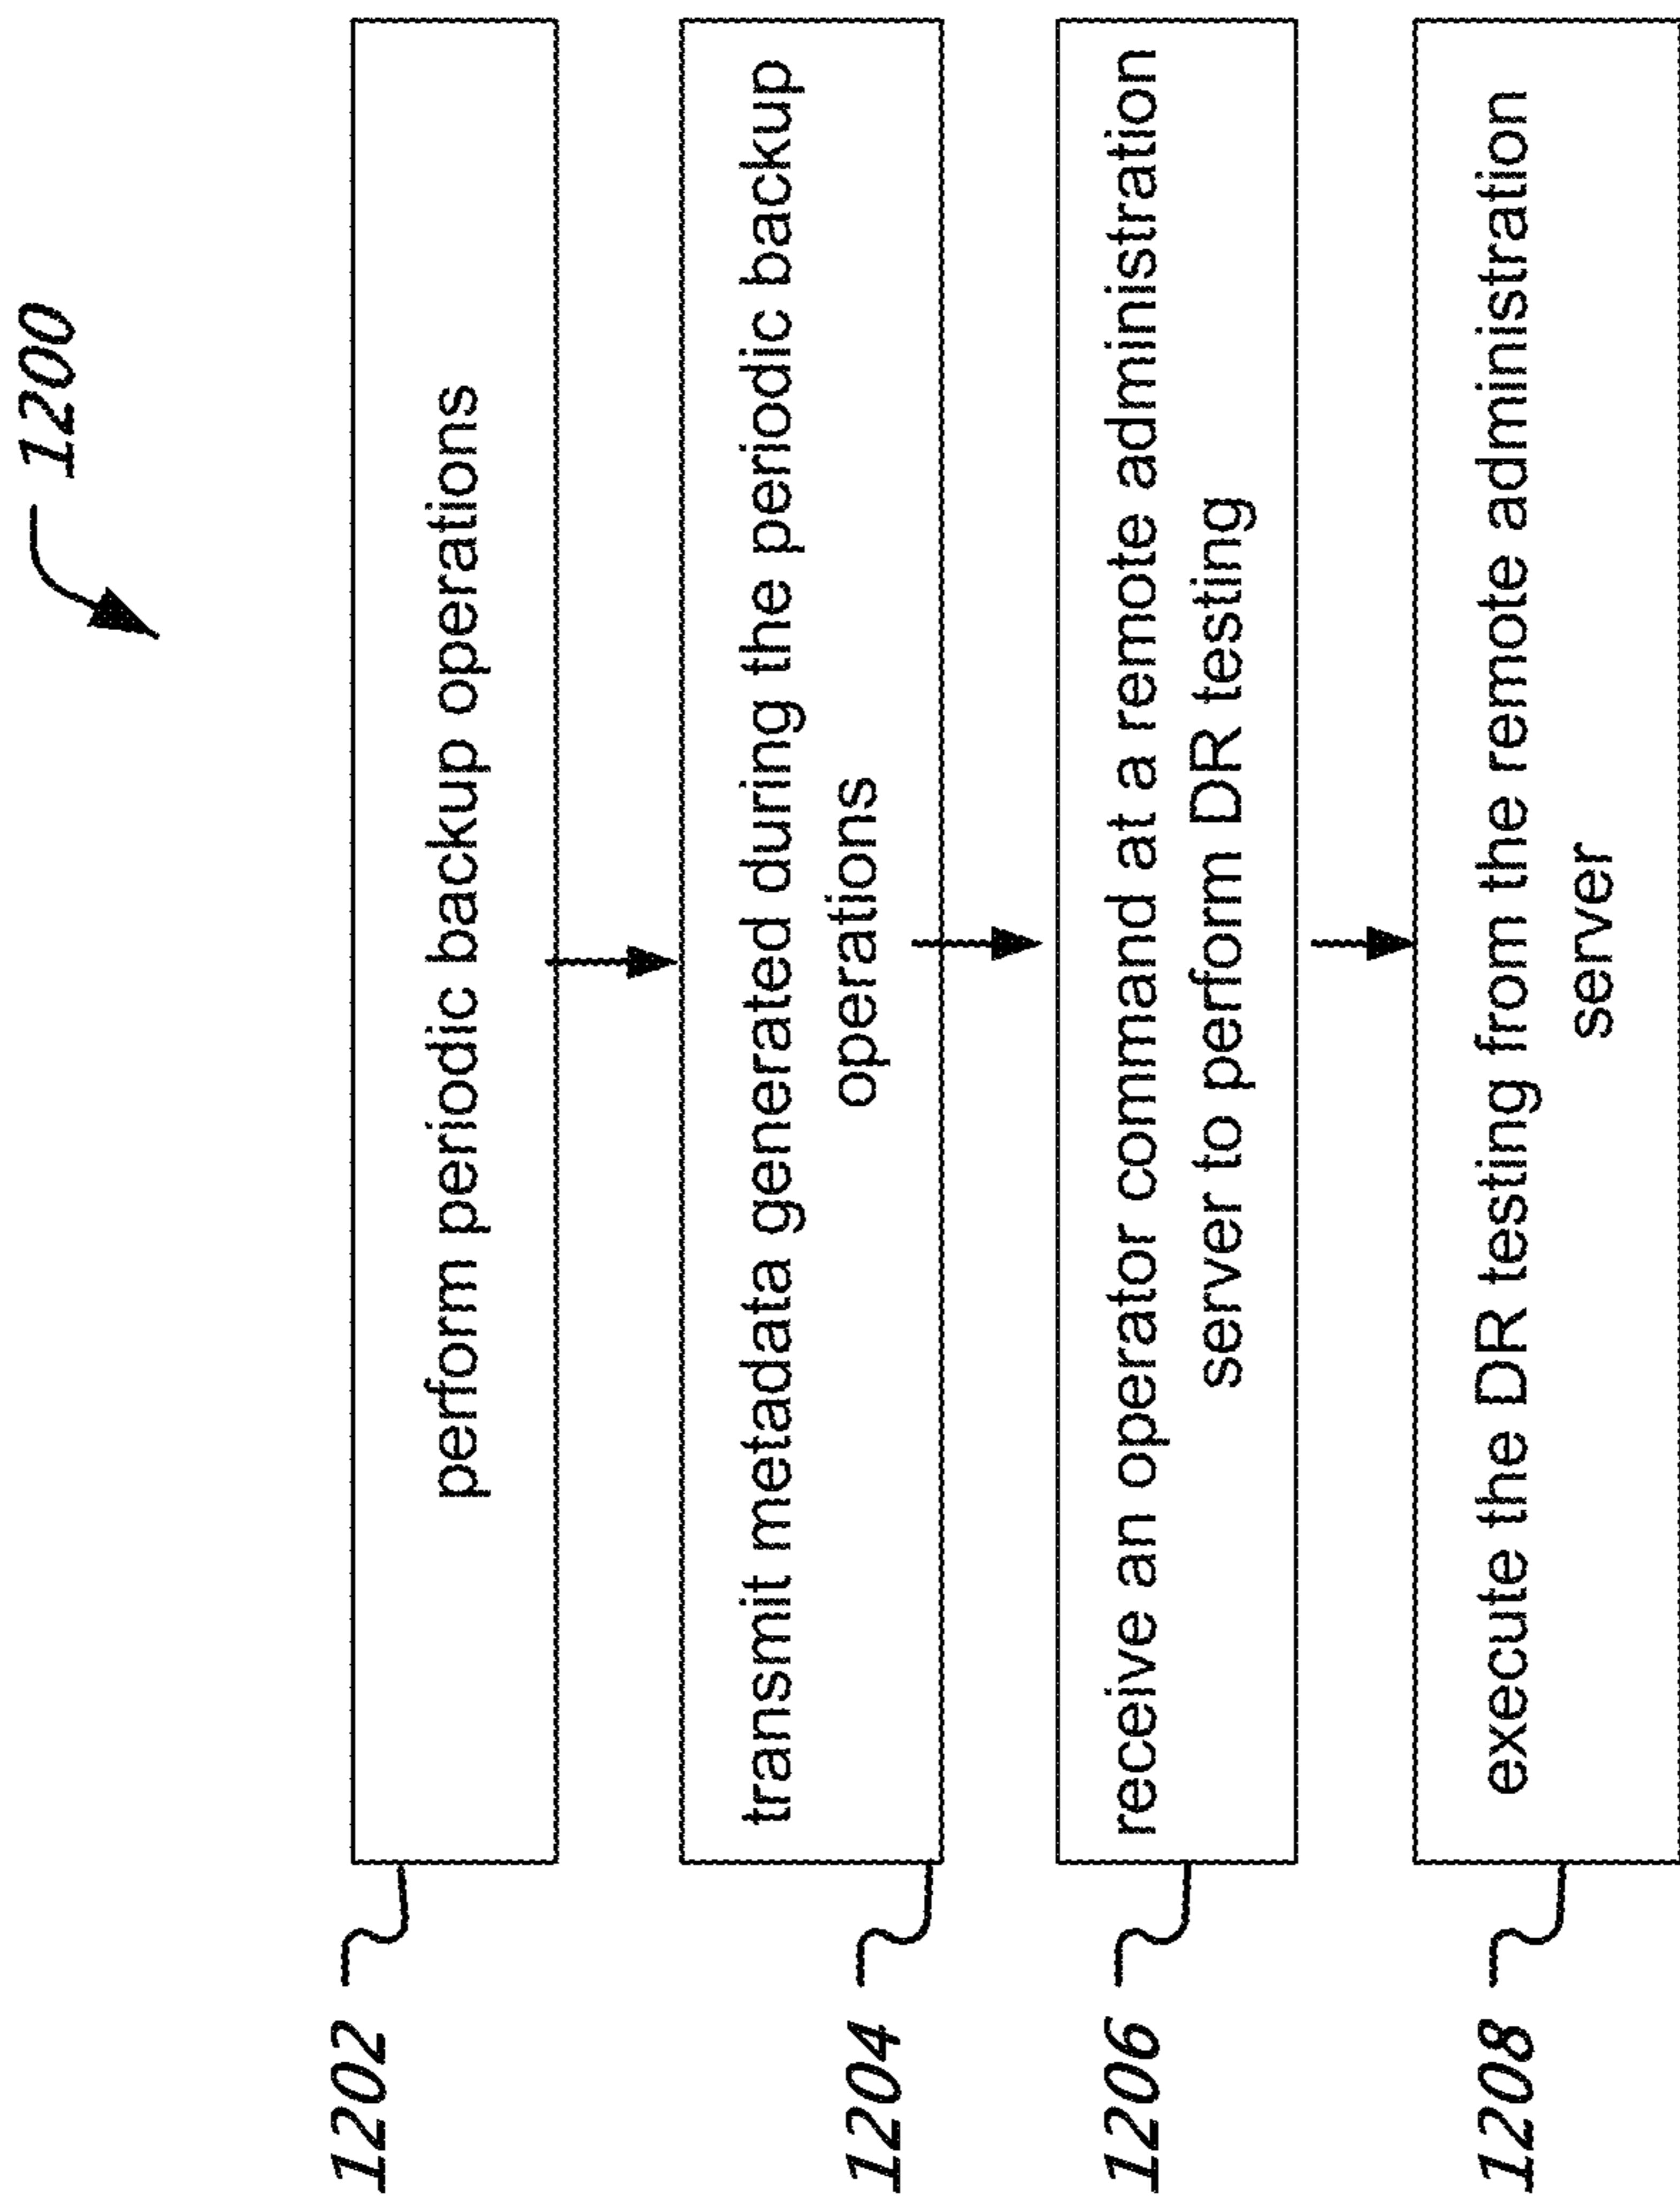 1200
1202
perform periodic backup operations
1204
transmit metadata generated during the periodic backup
operations
1206
receive an operator command at a remote administration
server to perform DR testing
1208
execute the DR testing from the remote administration
server